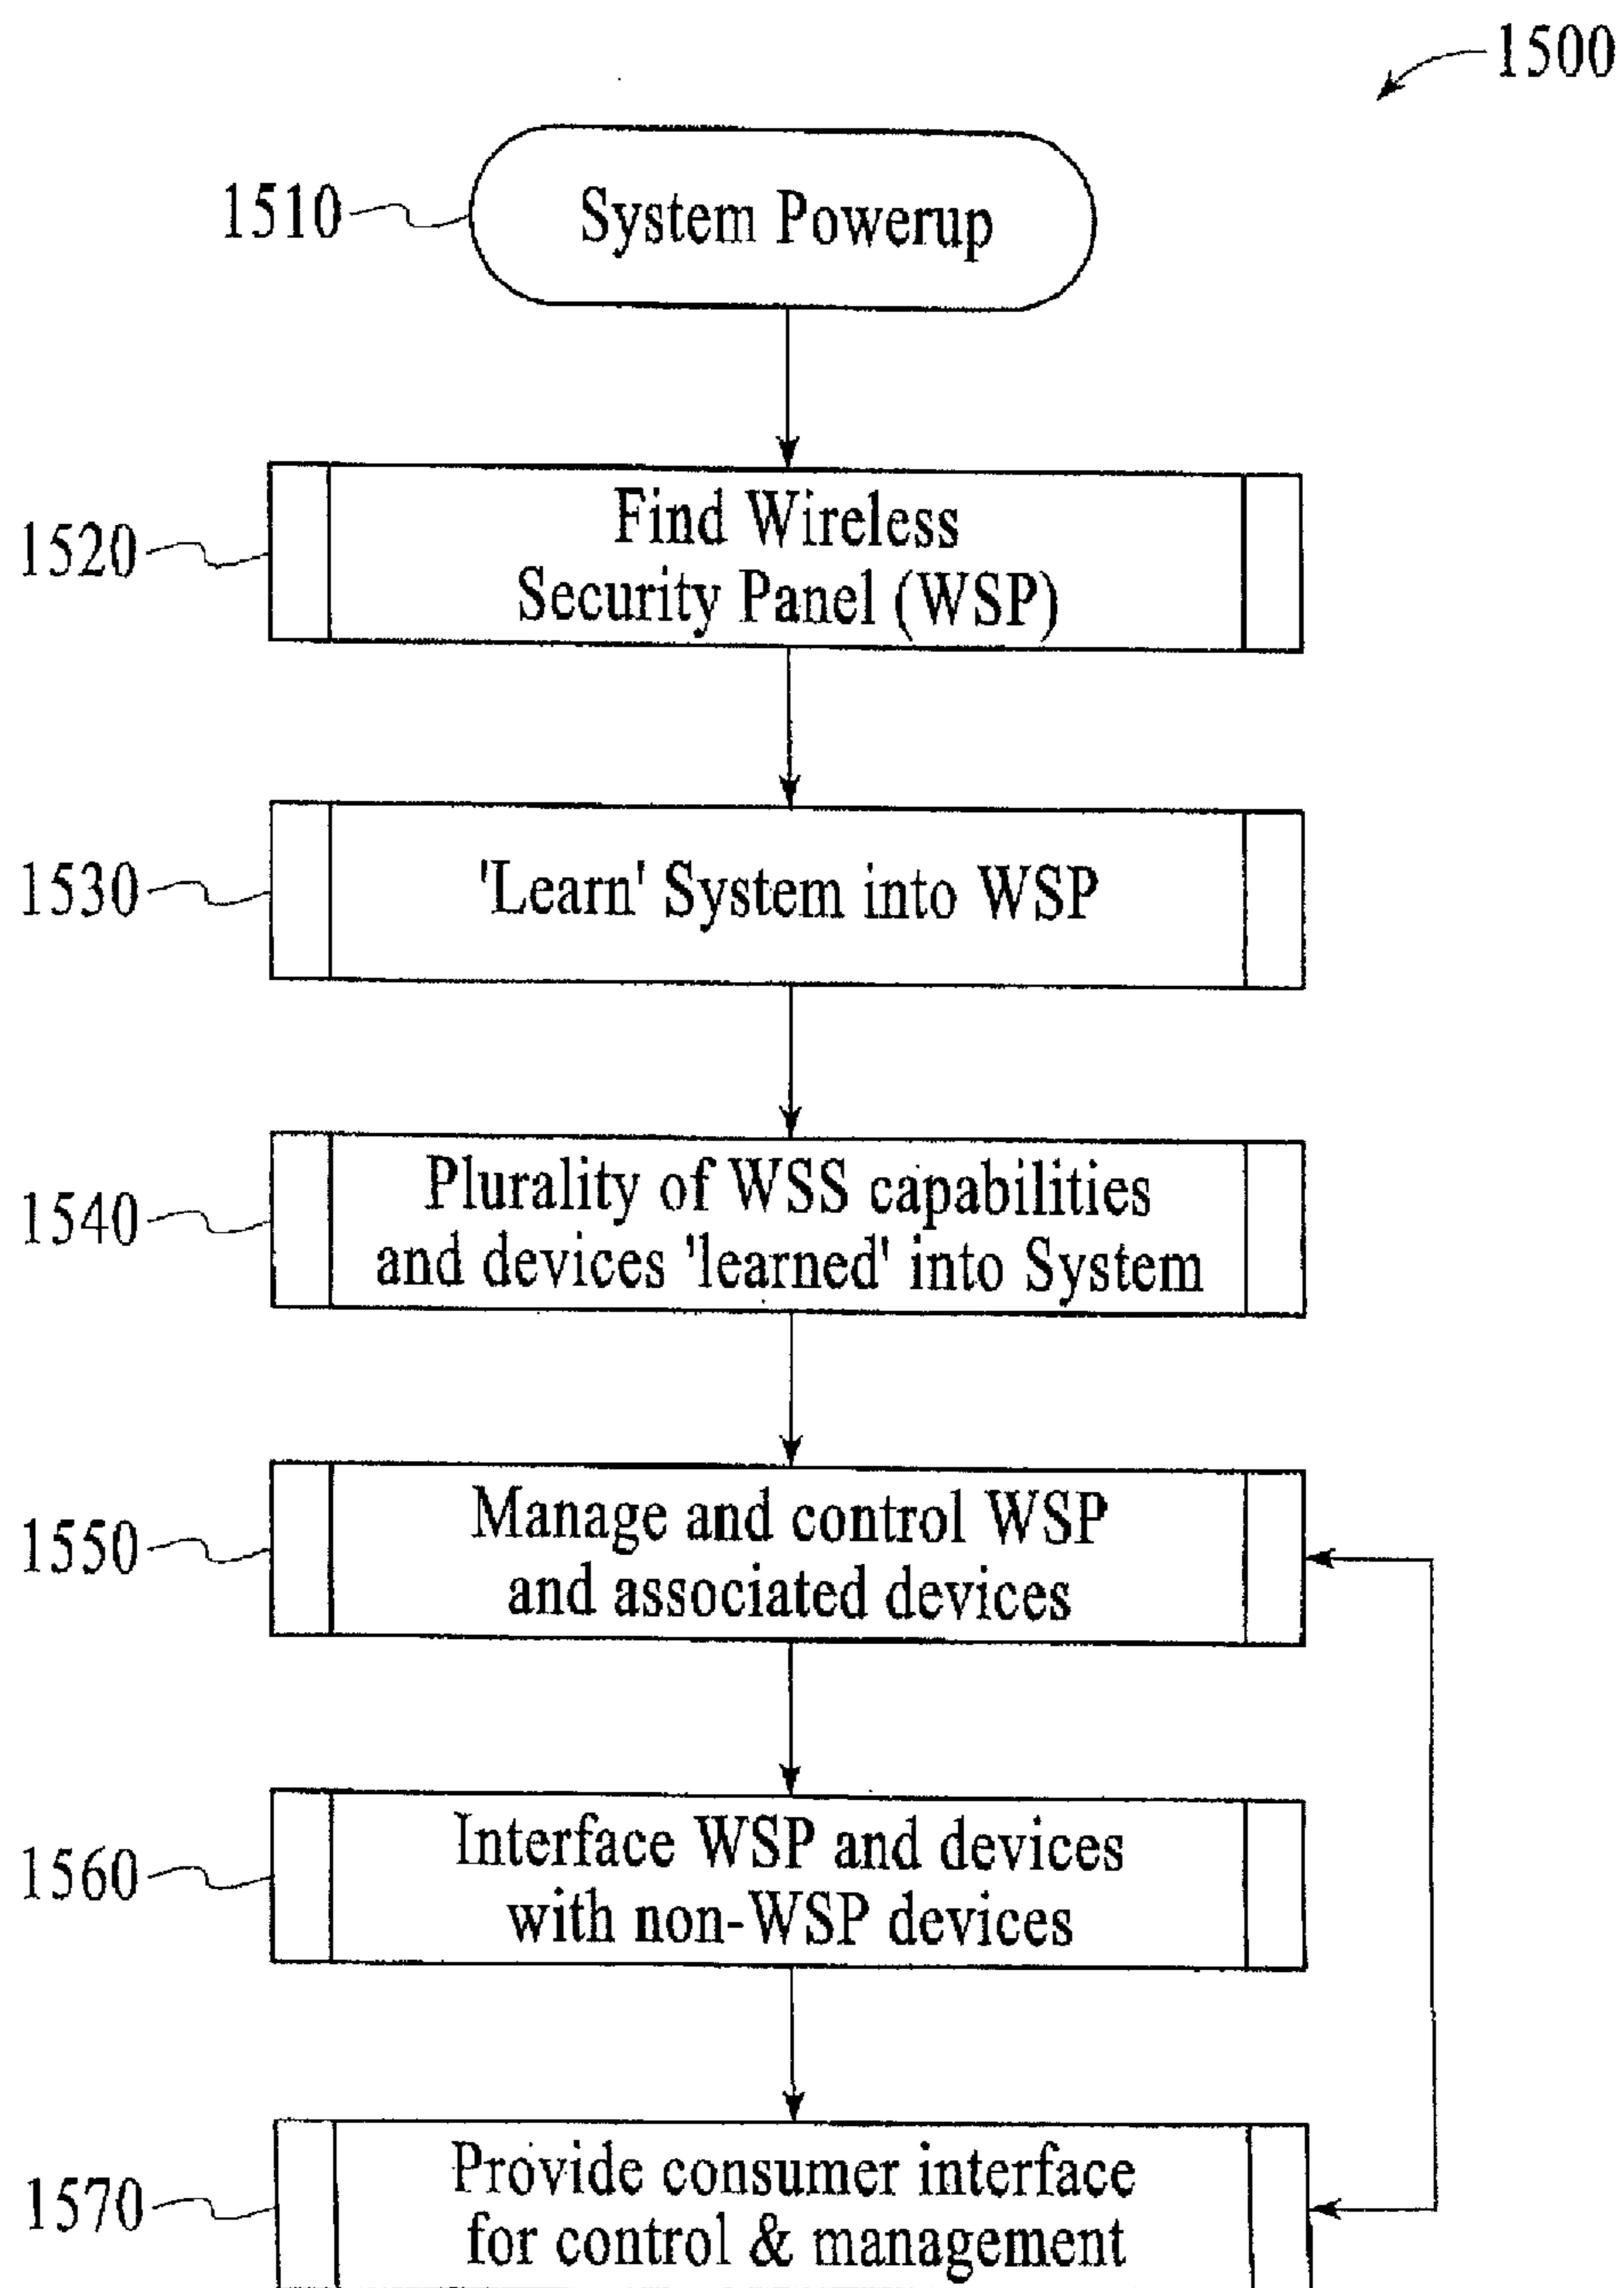 1500
1510
System Powerup
1520
Find Wireless
Security Panel (WSP)
1530
'Learn' System into WSP
1540
Plurality of WSS capabilities
and devices 'learned' into System
1550
Manage and control WSP
and associated devices
1560
Interface WSP and devices
with non-WSP devices
1570
Provide consumer interface
for control & management